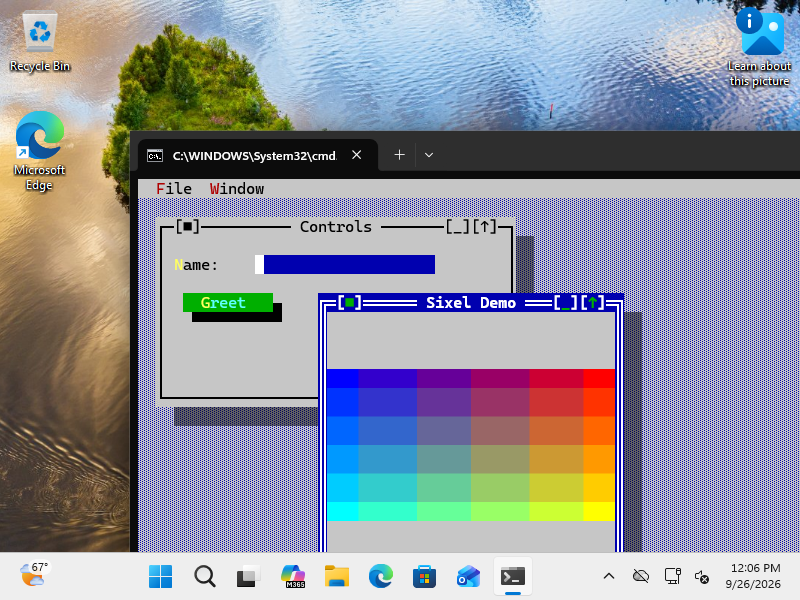 Recycle Bin
Learn about
this picture
Microsoft
Edge
C:\WINDOWS\System32\cmd.
File Window
Controls
Name:
Greet
Sixel Demo
67°
M365
12:06 PM
9/26/2026